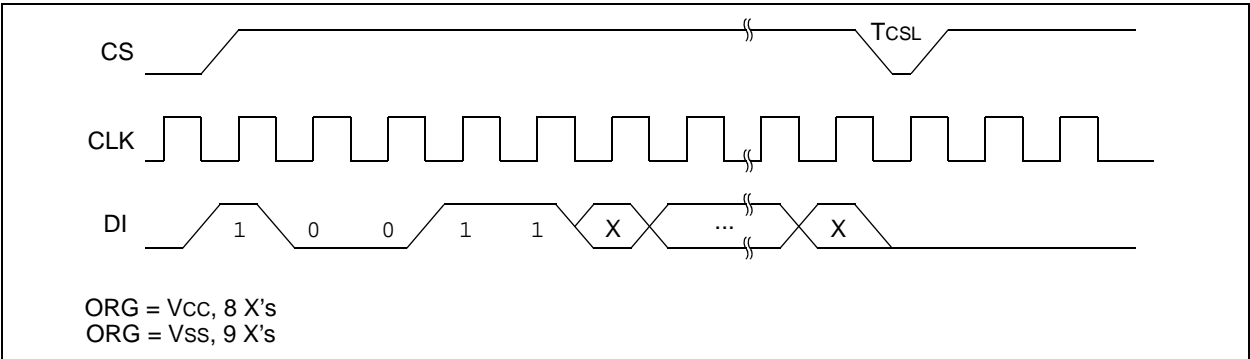 CS TCSL
CLK
DI 1 0 0 1 1 X ... X
ORG = VCC, 8 X's
ORG = VSS, 9 X's